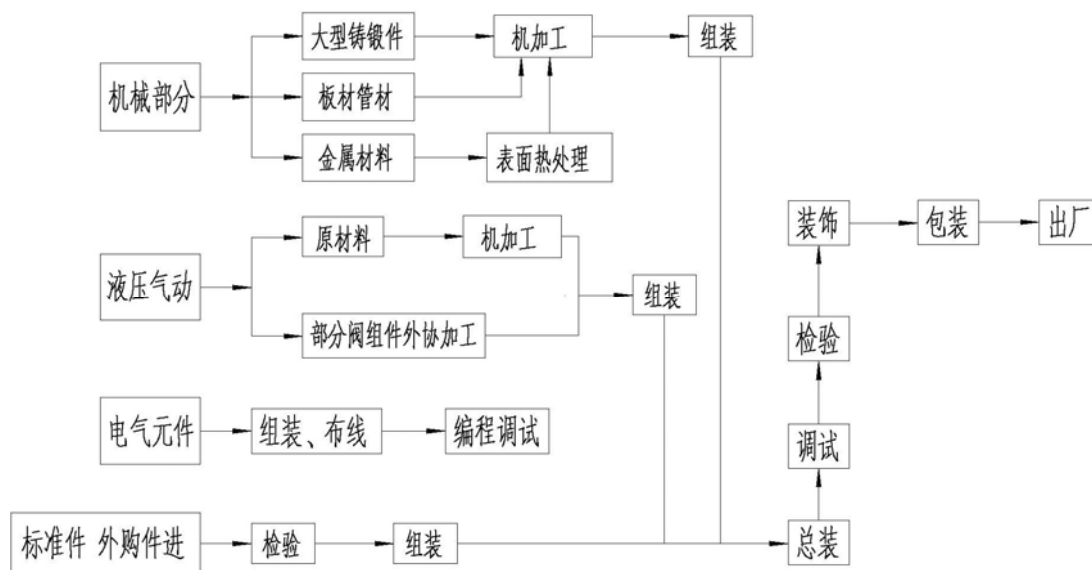 大型铸锻件
机加工
组装
机械部分
板材管材
金属材料
表面热处理
装饰
包装
出厂
原材料
机加工
液压气动
组装
部分阀组件外协加工
检验
电气元件
组装、布线
编程调试
调试
标准件 外购件进
检验
组装
总装